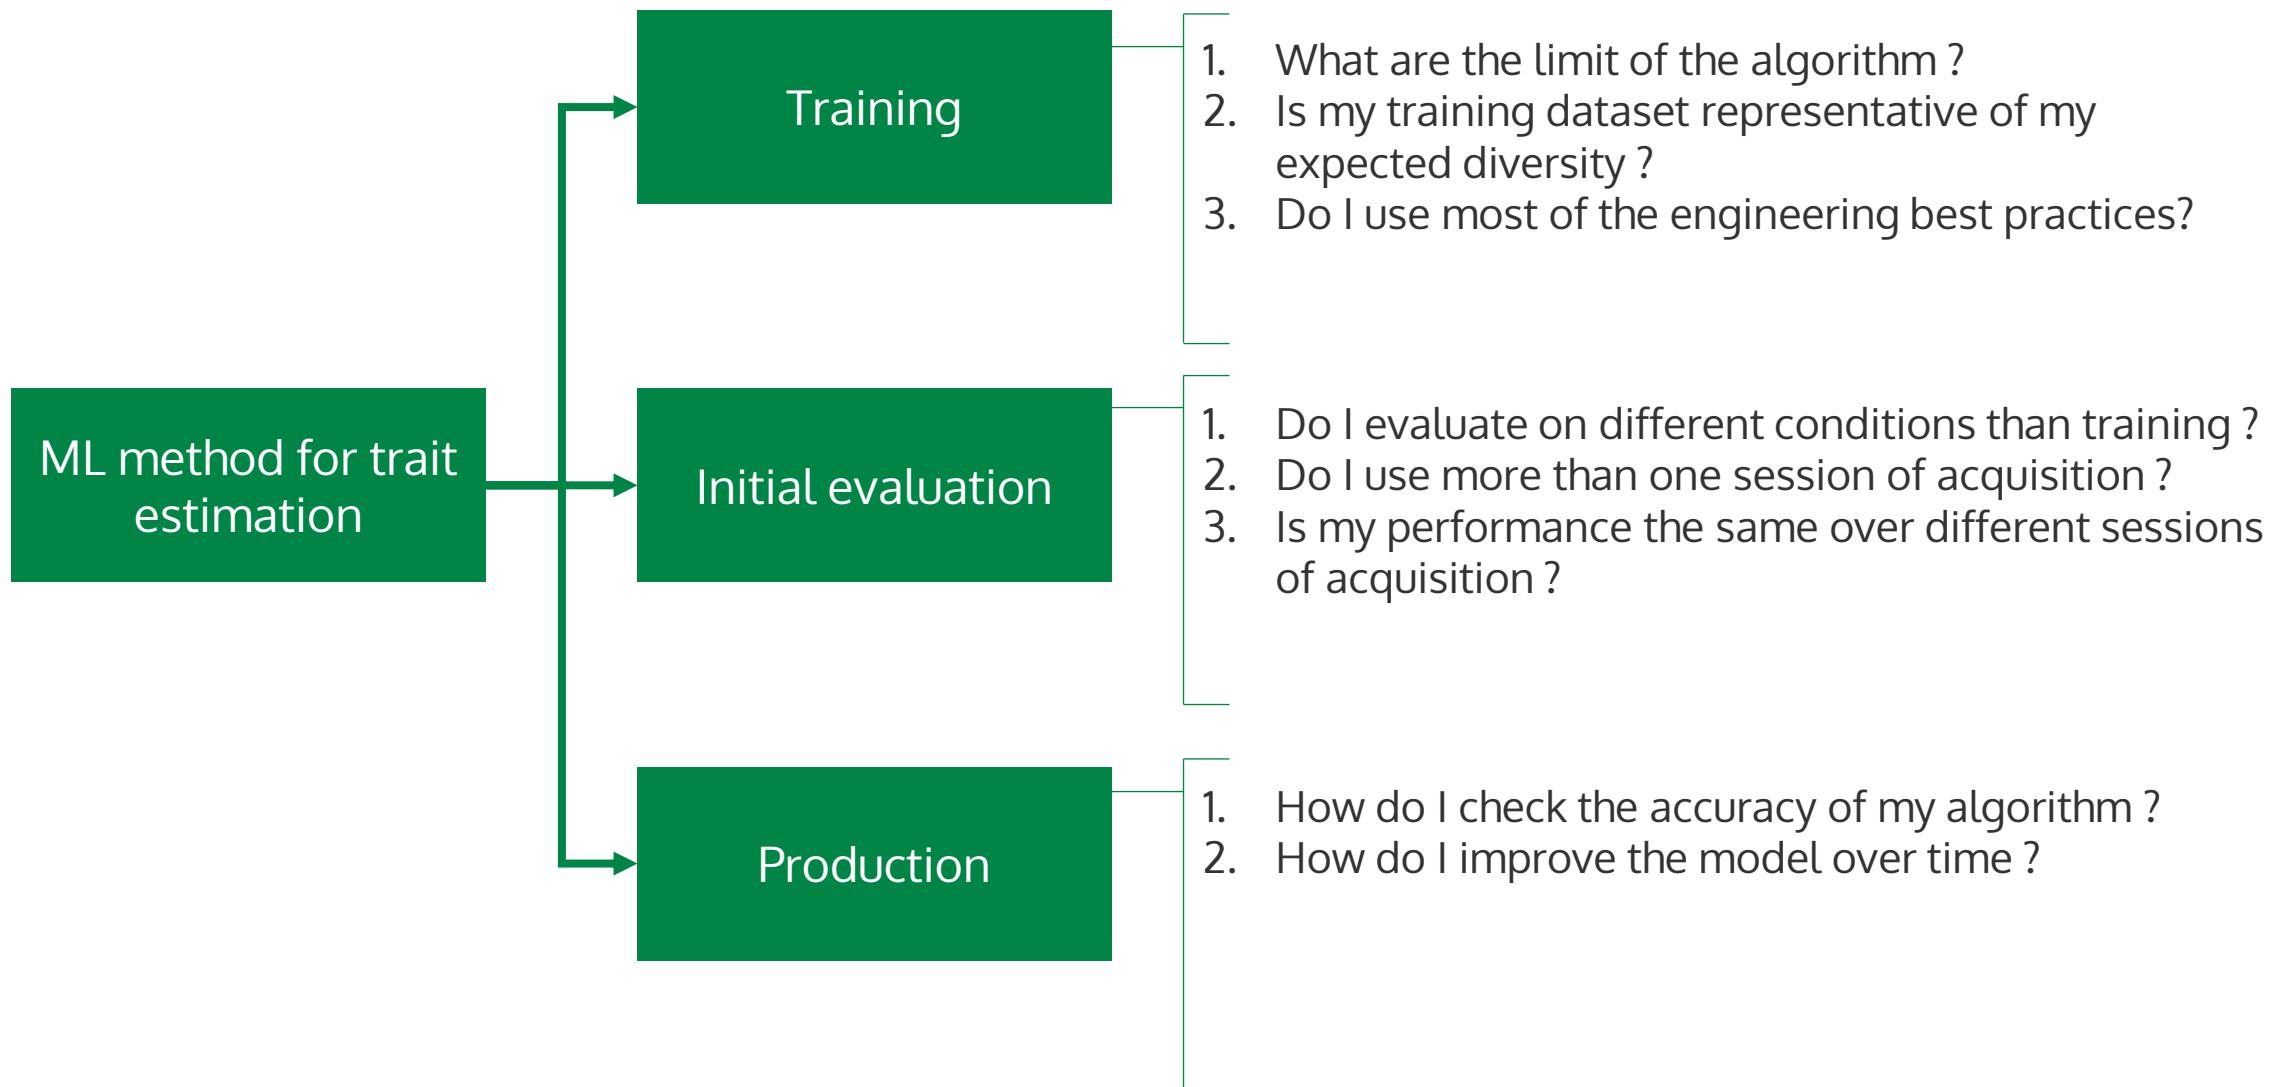 ML method for trait
estimation
Training
1. What are the limit of the algorithm ?
2. Is my training dataset representative of my
expected diversity ?
3. Do I use most of the engineering best practices?
Initial evaluation
1. Do I evaluate on different conditions than training ?
2. Do I use more than one session of acquisition ?
3. Is my performance the same over different sessions
of acquisition ?
Production
1. How do I check the accuracy of my algorithm ?
2. How do I improve the model over time ?